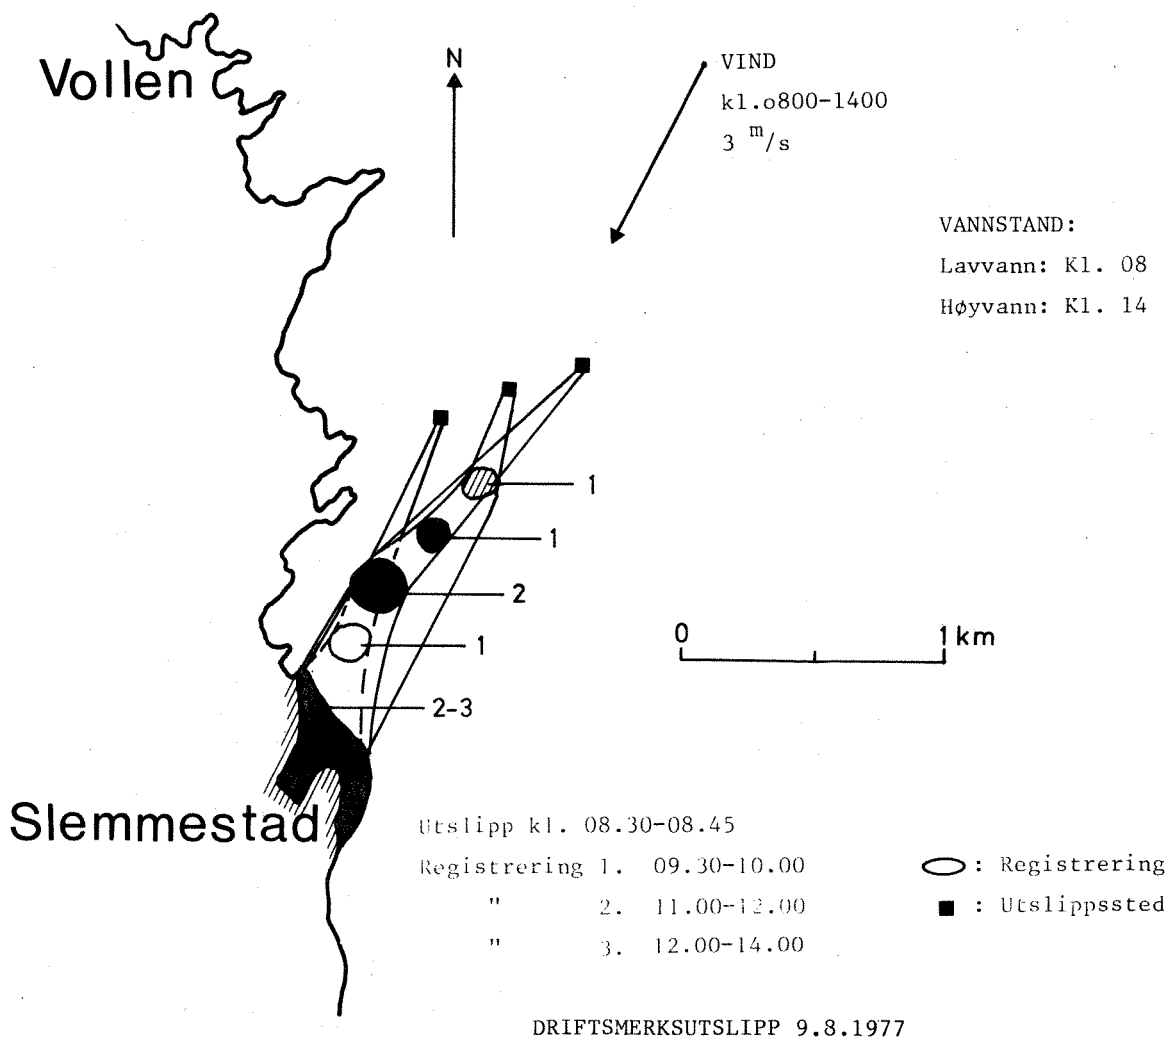 Vollen
N
VIND
kl.o800-1400
3 m/s
VANNSTAND:
Lavvann: Kl. 08
Høyvann: Kl. 14
1
1
2
1
2-3
0 1 km
Slemmestad
Utslipp kl. 08.30-08.45
Registrering 1. 09.30-10.00
" 2. 11.00-12.00
" 3. 12.00-14.00
: Registrering
: Utslippssted
DRIFTSMERKSUTSLIPP 9.8.1977